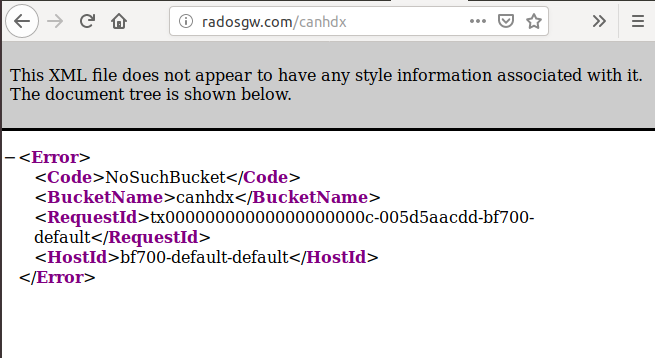 radosgw.com/canhdx
This XML file does not appear to have any style information associated with it.
The document tree is shown below.
−<Error>
<Code>NoSuchBucket</Code>
<BucketName>canhdx</BucketName>
<RequestId>tx00000000000000000000c-005d5aacdd-bf700-
default</RequestId>
<HostId>bf700-default-default</HostId>
</Error>